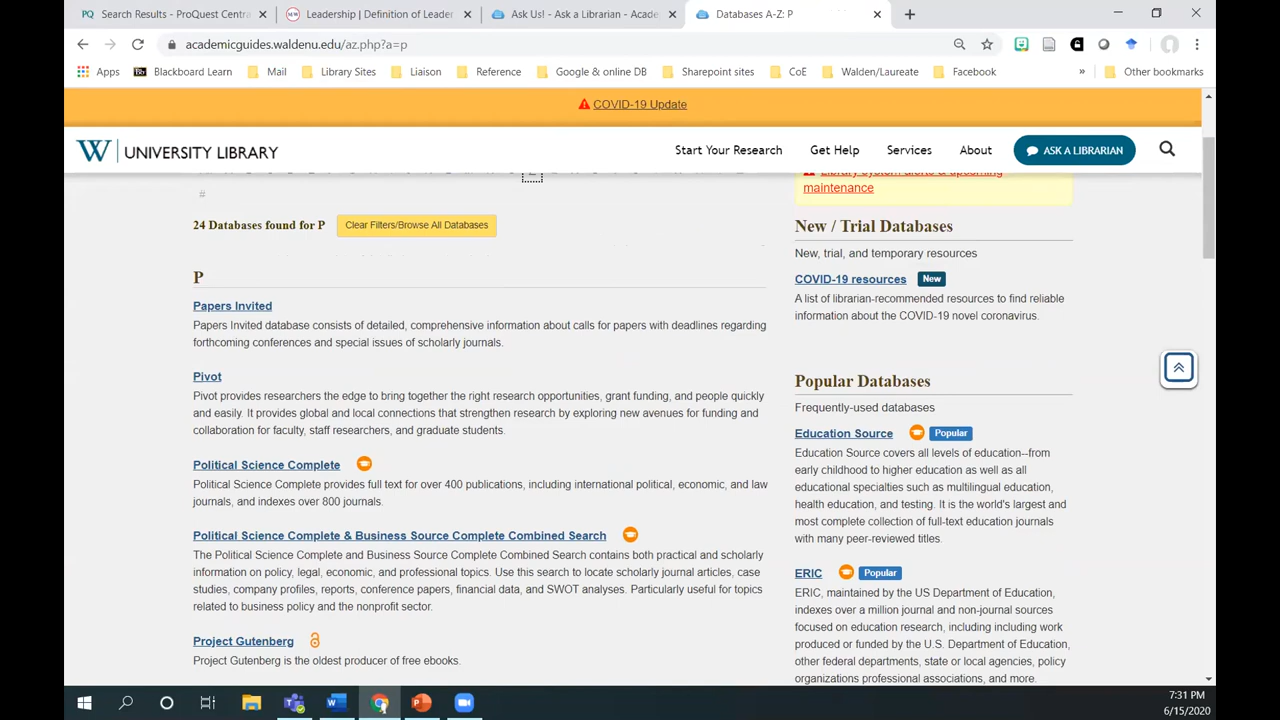 Search Results - ProQuest Centra
Leadership | Definition of Leader
Ask Us! - Ask a Librarian - Acade
Databases A-Z: P
academicguides.waldenu.edu/az.php?a=p
Apps
Blackboard Learn
Mail
Library Sites
Liaison
Reference
Google & online DB
Sharepoint sites
CoE
Walden/Laureate
Facebook
»
Other bookmarks
COVID-19 Update
W UNIVERSITY LIBRARY
Start Your Research
Get Help
Services
About
ASK A LIBRARIAN
Library system alerts & upcoming
maintenance
#
24 Databases found for P
Clear Filters/Browse All Databases
P
Papers Invited
Papers Invited database consists of detailed, comprehensive information about calls for papers with deadlines regarding
forthcoming conferences and special issues of scholarly journals.
Pivot
Pivot provides researchers the edge to bring together the right research opportunities, grant funding, and people quickly
and easily. It provides global and local connections that strengthen research by exploring new avenues for funding and
collaboration for faculty, staff researchers, and graduate students.
Political Science Complete
Political Science Complete provides full text for over 400 publications, including international political, economic, and law
journals, and indexes over 800 journals.
Political Science Complete & Business Source Complete Combined Search
The Political Science Complete and Business Source Complete Combined Search contains both practical and scholarly
information on policy, legal, economic, and professional topics. Use this search to locate scholarly journal articles, case
studies, company profiles, reports, conference papers, financial data, and SWOT analyses. Particularly useful for topics
related to business policy and the nonprofit sector.
Project Gutenberg
Project Gutenberg is the oldest producer of free ebooks.
New / Trial Databases
New, trial, and temporary resources
COVID-19 resources New
A list of librarian-recommended resources to find reliable
information about the COVID-19 novel coronavirus.
Popular Databases
Frequently-used databases
Education Source Popular
Education Source covers all levels of education--from
early childhood to higher education as well as all
educational specialties such as multilingual education,
health education, and testing. It is the world's largest and
most complete collection of full-text education journals
with many peer-reviewed titles.
ERIC Popular
ERIC, maintained by the US Department of Education,
indexes over a million journal and non-journal sources
focused on education research, including including work
produced or funded by the U.S. Department of Education,
other federal departments, state or local agencies, policy
organizations professional associations, and more.
7:31 PM
6/15/2020